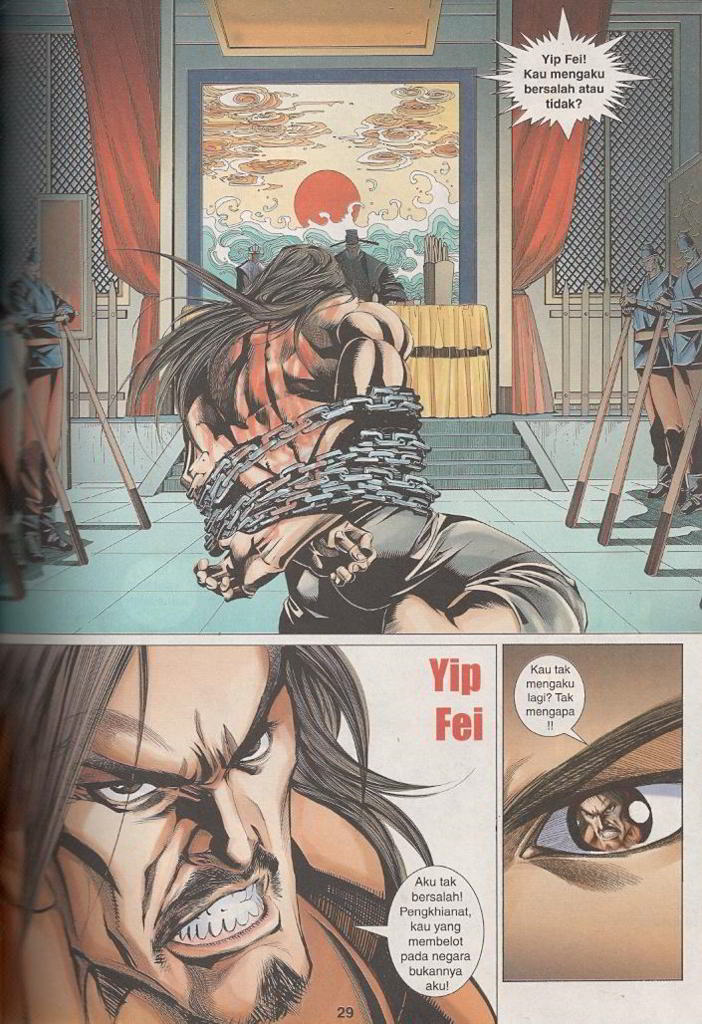 Yip Fei!
Kau mengaku
bersalah atau
tidak?
Yip
Fei
Aku tak
bersalah!
Pengkhianat,
kau yang
membelot
pada negara
bukannya
aku!
Kau tak
mengaku
lagi? Tak
mengapa
!!
29